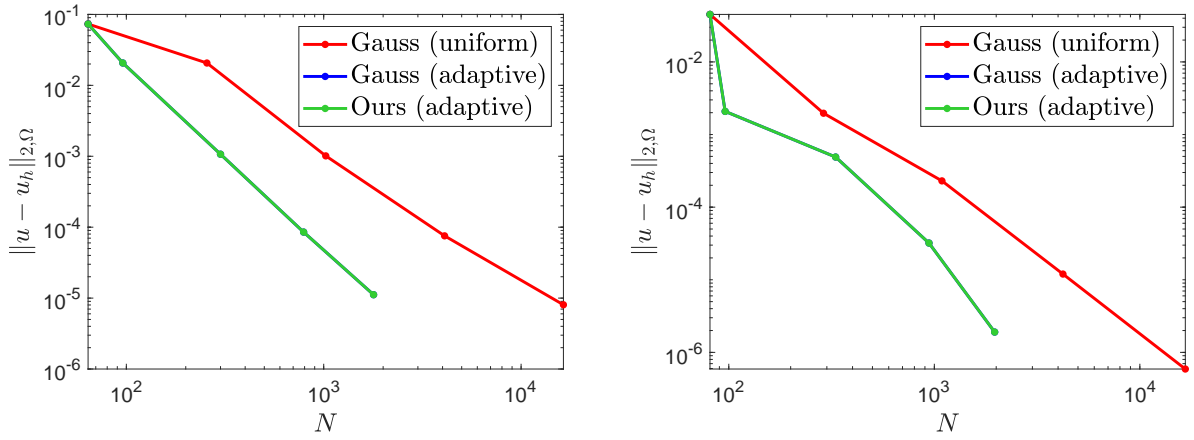 10^-1
10^-2
10^-3
10^-4
10^-5
10^-6
||u − u_h||_2,Ω
10^2
10^3
10^4
N
Gauss (uniform)
Gauss (adaptive)
Ours (adaptive)
10^-2
10^-4
10^-6
||u − u_h||_2,Ω
10^2
10^3
10^4
N
Gauss (uniform)
Gauss (adaptive)
Ours (adaptive)